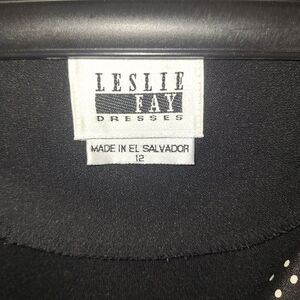 LESLIE
FAY
DRESSES
MADE IN EL SALVADOR
12